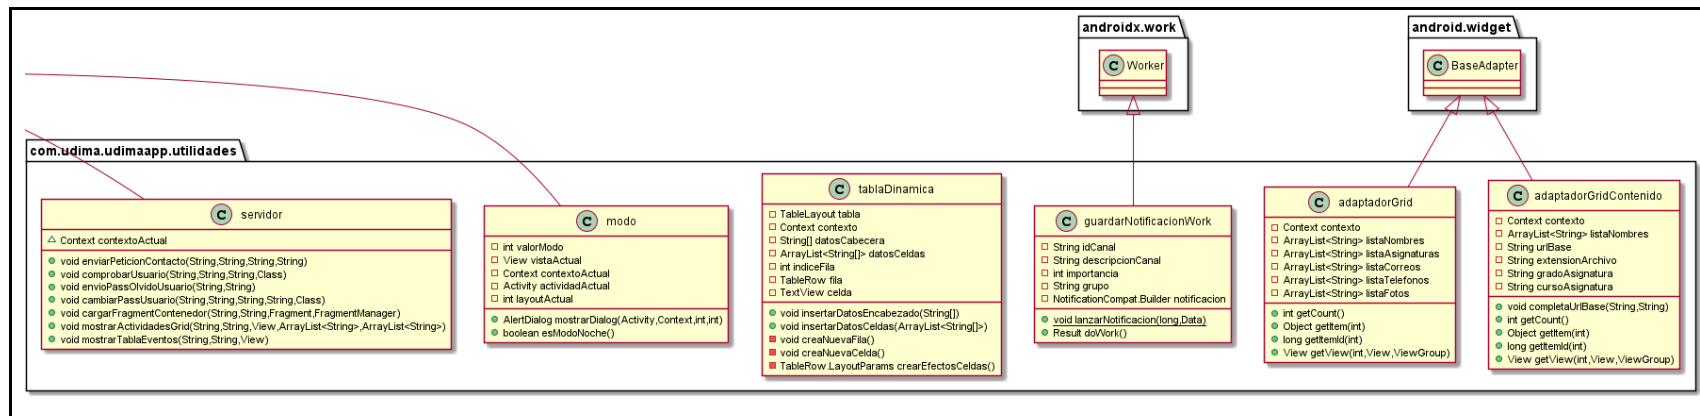 androidx.work
C Worker
android.widget
C BaseAdapter
com.udima.udimaapp.utilidades
C servidor
Context contextoActual
void enviarPeticionContacto(String,String,String,String)
void comprobarUsuario(String,String,String,Class)
void envioPassOlvidoUsuario(String,String)
void cambiarPassUsuario(String,String,String,String,Class)
void cargarFragmentContenedor(String,String,Fragment,FragmentManager)
void mostrarActividadesGrid(String,String,View,ArrayList<String>,ArrayList<String>)
void mostrarTablaEventos(String,String,View)
C modo
int valorModo
View vistaActual
Context contextoActual
Activity actividadActual
int layoutActual
AlertDialog mostrarDialog(Activity,Context,int,int)
boolean esModoNoche()
C tablaDinamica
TableLayout tabla
Context contexto
String[] datosCabecera
ArrayList<String[]> datosCeldas
int indiceFila
TableRow fila
TextView celda
void insertarDatosEncabezado(String[])
void insertarDatosCeldas(ArrayList<String[]>)
void creaNuevaFila()
void creaNuevaCelda()
TableRow.LayoutParams crearEfectosCeldas()
C guardarNotificacionWork
String idCanal
String descripcionCanal
int importancia
String grupo
NotificationCompat.Builder notificacion
void lanzarNotificacion(long,Data)
Result doWork()
C adaptadorGrid
Context contexto
ArrayList<String> listaNombres
ArrayList<String> listaAsignaturas
ArrayList<String> listaCorreos
ArrayList<String> listaTelefonos
ArrayList<String> listaFotos
int getCount()
Object getItem(int)
long getItemId(int)
View getView(int,View,ViewGroup)
C adaptadorGridContenido
Context contexto
ArrayList<String> listaNombres
String urlBase
String extensionArchivo
String gradoAsignatura
String cursoAsignatura
void completaUrlBase(String,String)
int getCount()
Object getItem(int)
long getItemId(int)
View getView(int,View,ViewGroup)